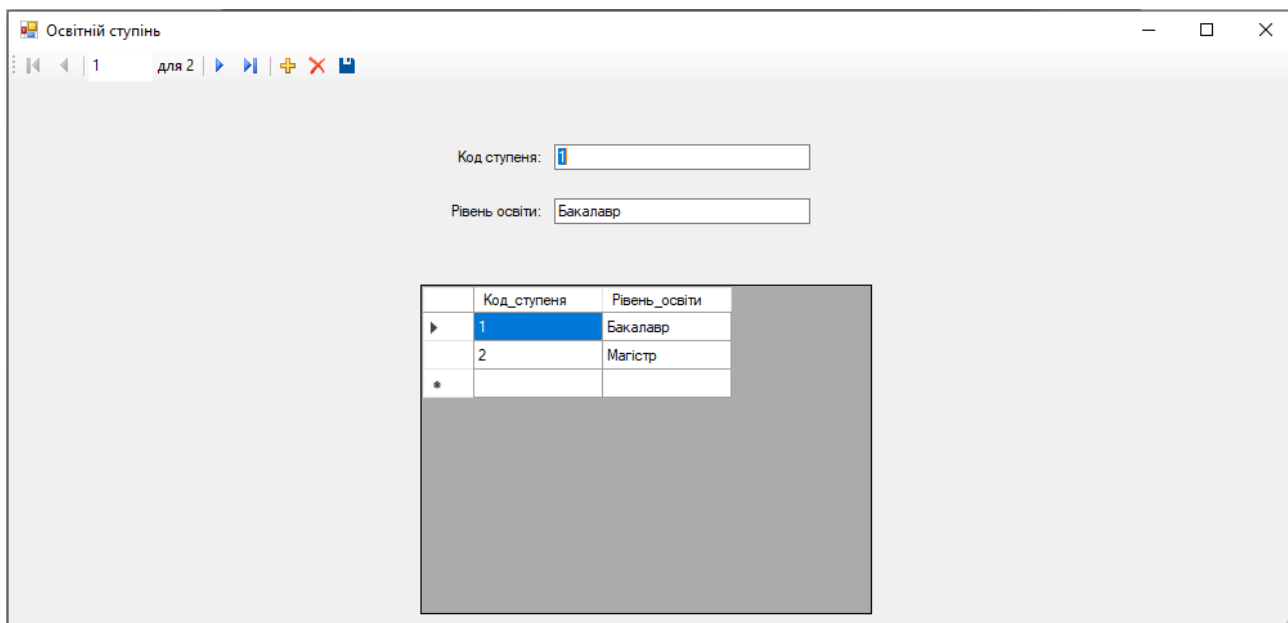 Освітній ступінь
1 для 2
Код ступеня: 1
Рівень освіти: Бакалавр
Код_ступеня Рівень_освіти
1 Бакалавр
2 Магістр